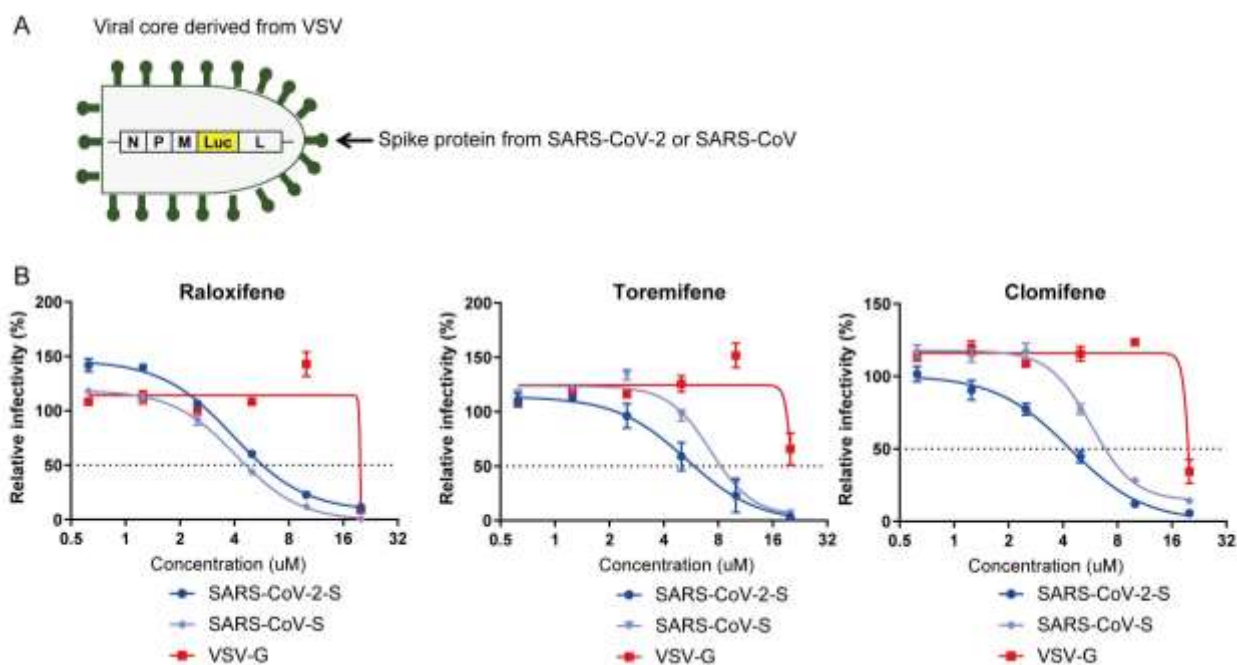 A
Viral core derived from VSV
N P M Luc L
Spike protein from SARS-CoV-2 or SARS-CoV
B
Raloxifene
Relative infectivity (%)
200
150
100
50
0
0.5 1 2 4 8 16 32
Concentration (uM)
SARS-CoV-2-S
SARS-CoV-S
VSV-G
Toremifene
Relative infectivity (%)
200
150
100
50
0
0.5 1 2 4 8 16 32
Concentration (uM)
SARS-CoV-2-S
SARS-CoV-S
VSV-G
Clomifene
Relative infectivity (%)
150
100
50
0
0.5 1 2 4 8 16 32
Concentration (uM)
SARS-CoV-2-S
SARS-CoV-S
VSV-G